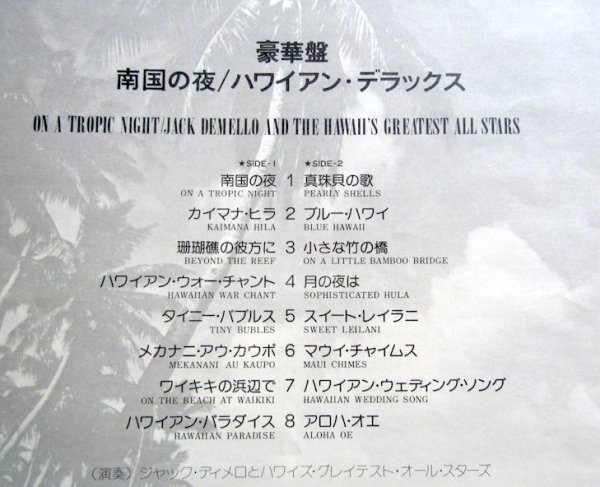 豪華盤
南国の夜/ハワイアン・デラックス
ON A TROPIC NIGHT/JACK DEMELLO AND THE HAWAII'S GREATEST ALL STARS
★SIDE-1 ★SIDE-2
南国の夜 1 真珠貝の歌
ON A TROPIC NIGHT PEARLY SHELLS
カイマナ・ヒラ 2 ブルー・ハワイ
KAIMANA HILA BLUE HAWAII
珊瑚礁の彼方に 3 小さな竹の橋
BEYOND THE REEF ON A LITTLE BAMBOO BRIDGE
ハワイアン・ウォー・チャント 4 月の夜は
HAWAIIAN WAR CHANT SOPHISTICATED HULA
タイニー・バブルス 5 スイート・レイラニ
TINY BUBLES SWEET LEILANI
メカナニ・アウ・カウポ 6 マウイ・チャイムス
MEKANANI AU KAUPO MAUI CHIMES
ワイキキの浜辺で 7 ハワイアン・ウェディング・ソング
ON THE BEACH AT WAIKIKI HAWAIIAN WEDDING SONG
ハワイアン・パラダイス 8 アロハ・オエ
HAWAIIAN PARADISE ALOHA OE
(演奏) ジャック・ディメロとハワイズ・グレイテスト・オール・スターズ